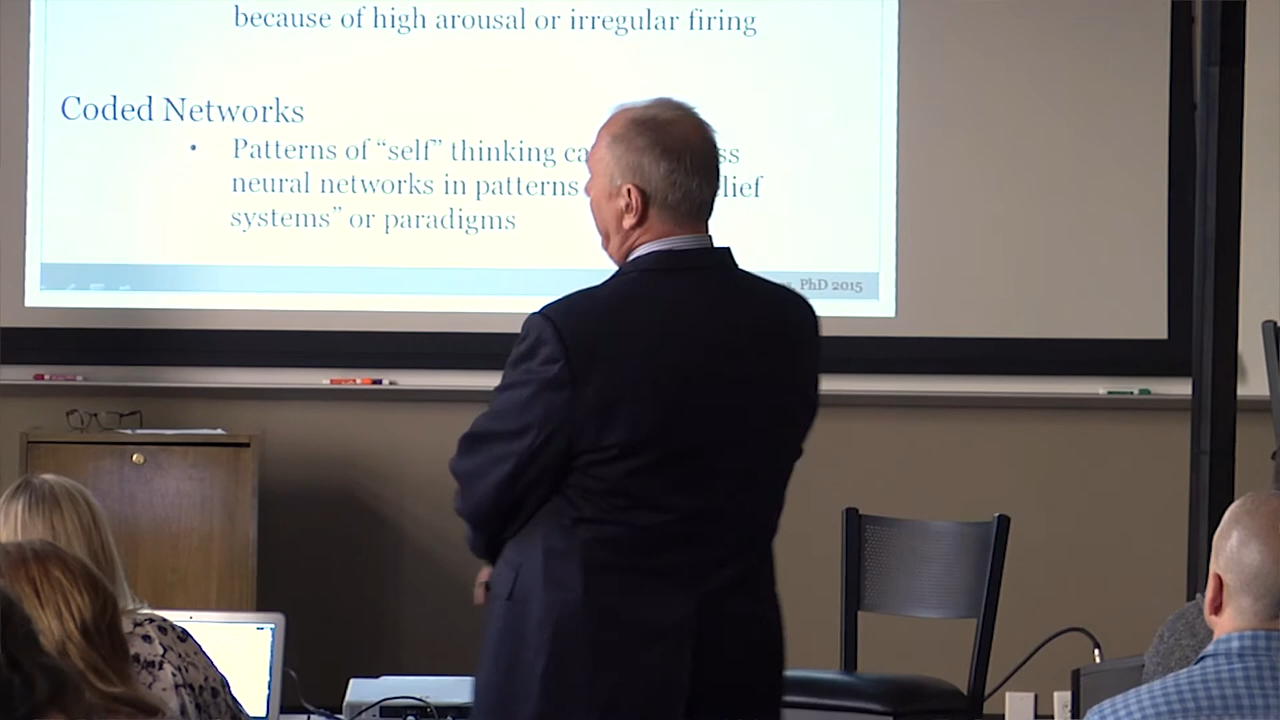 because of high arousal or irregular firing
Coded Networks
• Patterns of “self” thinking
neural networks in patterns
systems” or paradigms
PhD 2015